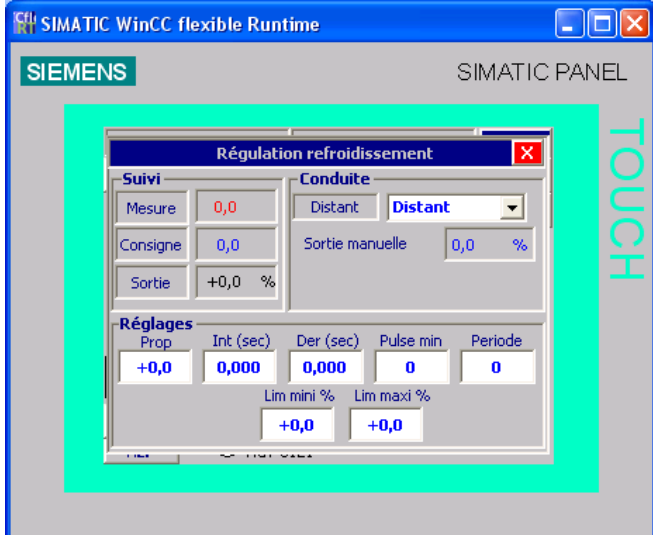 SIMATIC WinCC flexible Runtime
SIEMENS
SIMATIC PANEL
TOUCH
Régulation refroidissement
Suivi
Mesure 0,0
Consigne 0,0
Sortie +0,0 %
Conduite
Distant Distant
Sortie manuelle 0,0 %
Réglages
Prop Int (sec) Der (sec) Pulse min Periode
+0,0 0,000 0,000 0 0
Lim mini % Lim maxi %
+0,0 +0,0